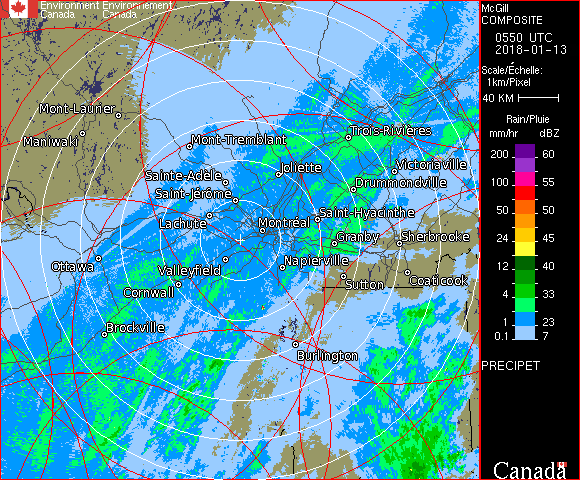 Environment Environnement
Canada Canada
McGill
COMPOSITE
0550 UTC
2018-01-13
Scale/Échelle:
1km/Pixel
40 KM
Rain/Pluie
mm/hr dBZ
200 60
150 55
100 55
50 50
24 45
12 40
4 33
1 23
0.1 7
PRECIPET
Canada
Mont-Laurier
Maniwaki
Mont-Tremblant
Trois-Rivières
Joliette
Victoriaville
Sainte-Adele
Drummondville
Saint-Jérôme
Saint-Hyacinthe
Lachute
Montréal
Granby
Sherbrooke
Ottawa
Valleyfield
Napierville
Cornwall
Sutton
Coaticook
Brockville
Burlington